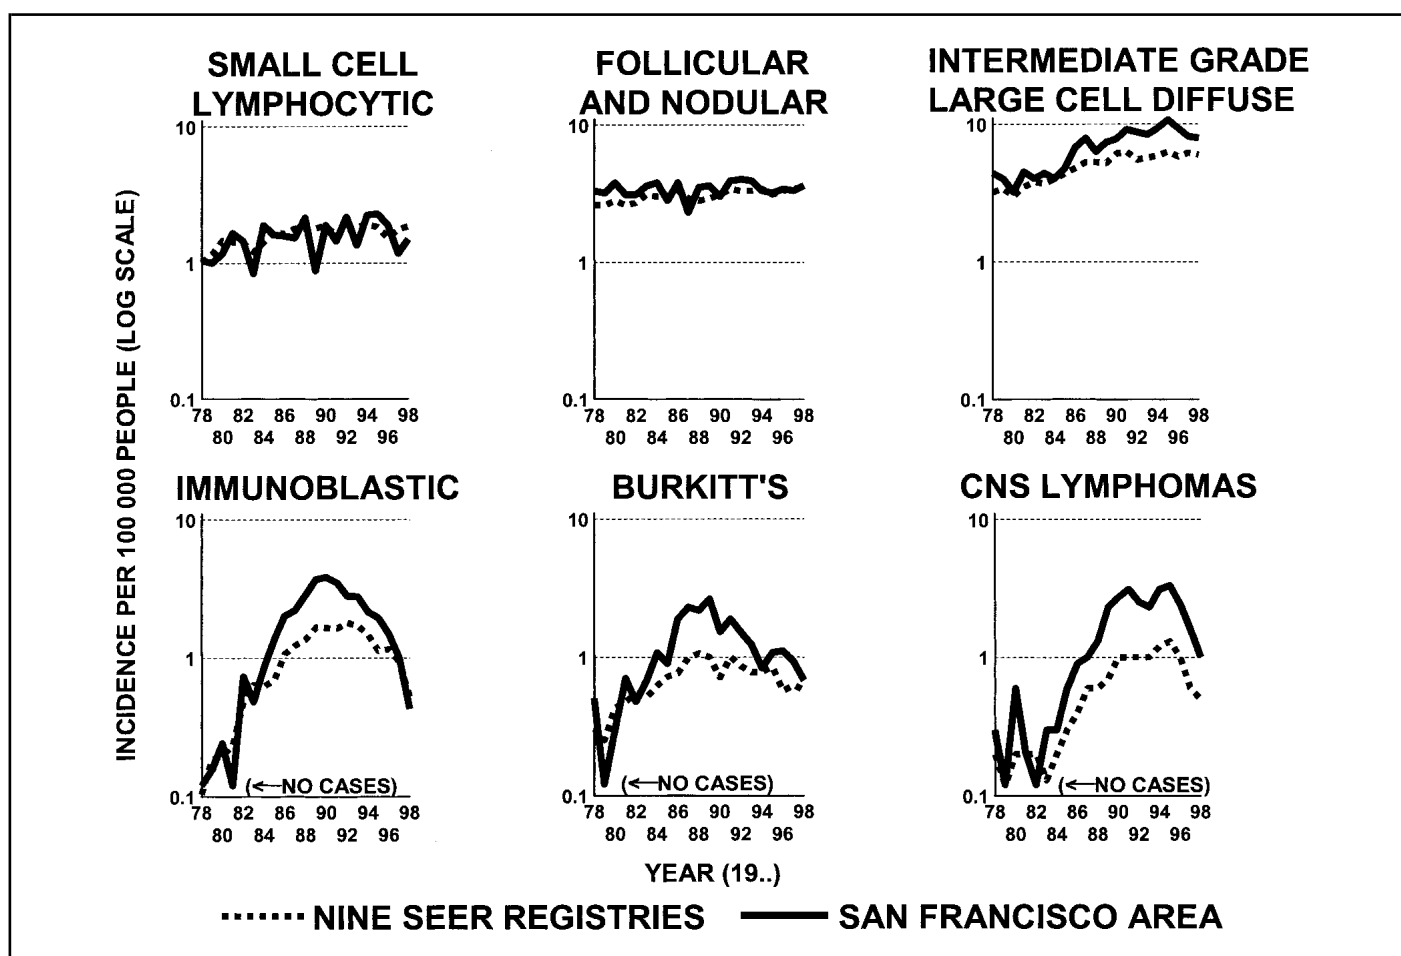 SMALL CELL
LYMPHOCYTIC
FOLLICULAR
AND NODULAR
INTERMEDIATE GRADE
LARGE CELL DIFFUSE
INCIDENCE PER 100 000 PEOPLE (LOG SCALE)
10
1
0.1
78 82 86 90 94 98
80 84 88 92 96
10
1
0.1
78 82 86 90 94 98
80 84 88 92 96
10
1
0.1
78 82 86 90 94 98
80 84 88 92 96
IMMUNOBLASTIC
BURKITT'S
CNS LYMPHOMAS
10
1
0.1
(←NO CASES)
78 82 86 90 94 98
80 84 88 92 96
10
1
0.1
(←NO CASES)
78 82 86 90 94 98
80 84 88 92 96
10
1
0.1
(←NO CASES)
78 82 86 90 94 98
80 84 88 92 96
YEAR (19..)
NINE SEER REGISTRIES
SAN FRANCISCO AREA